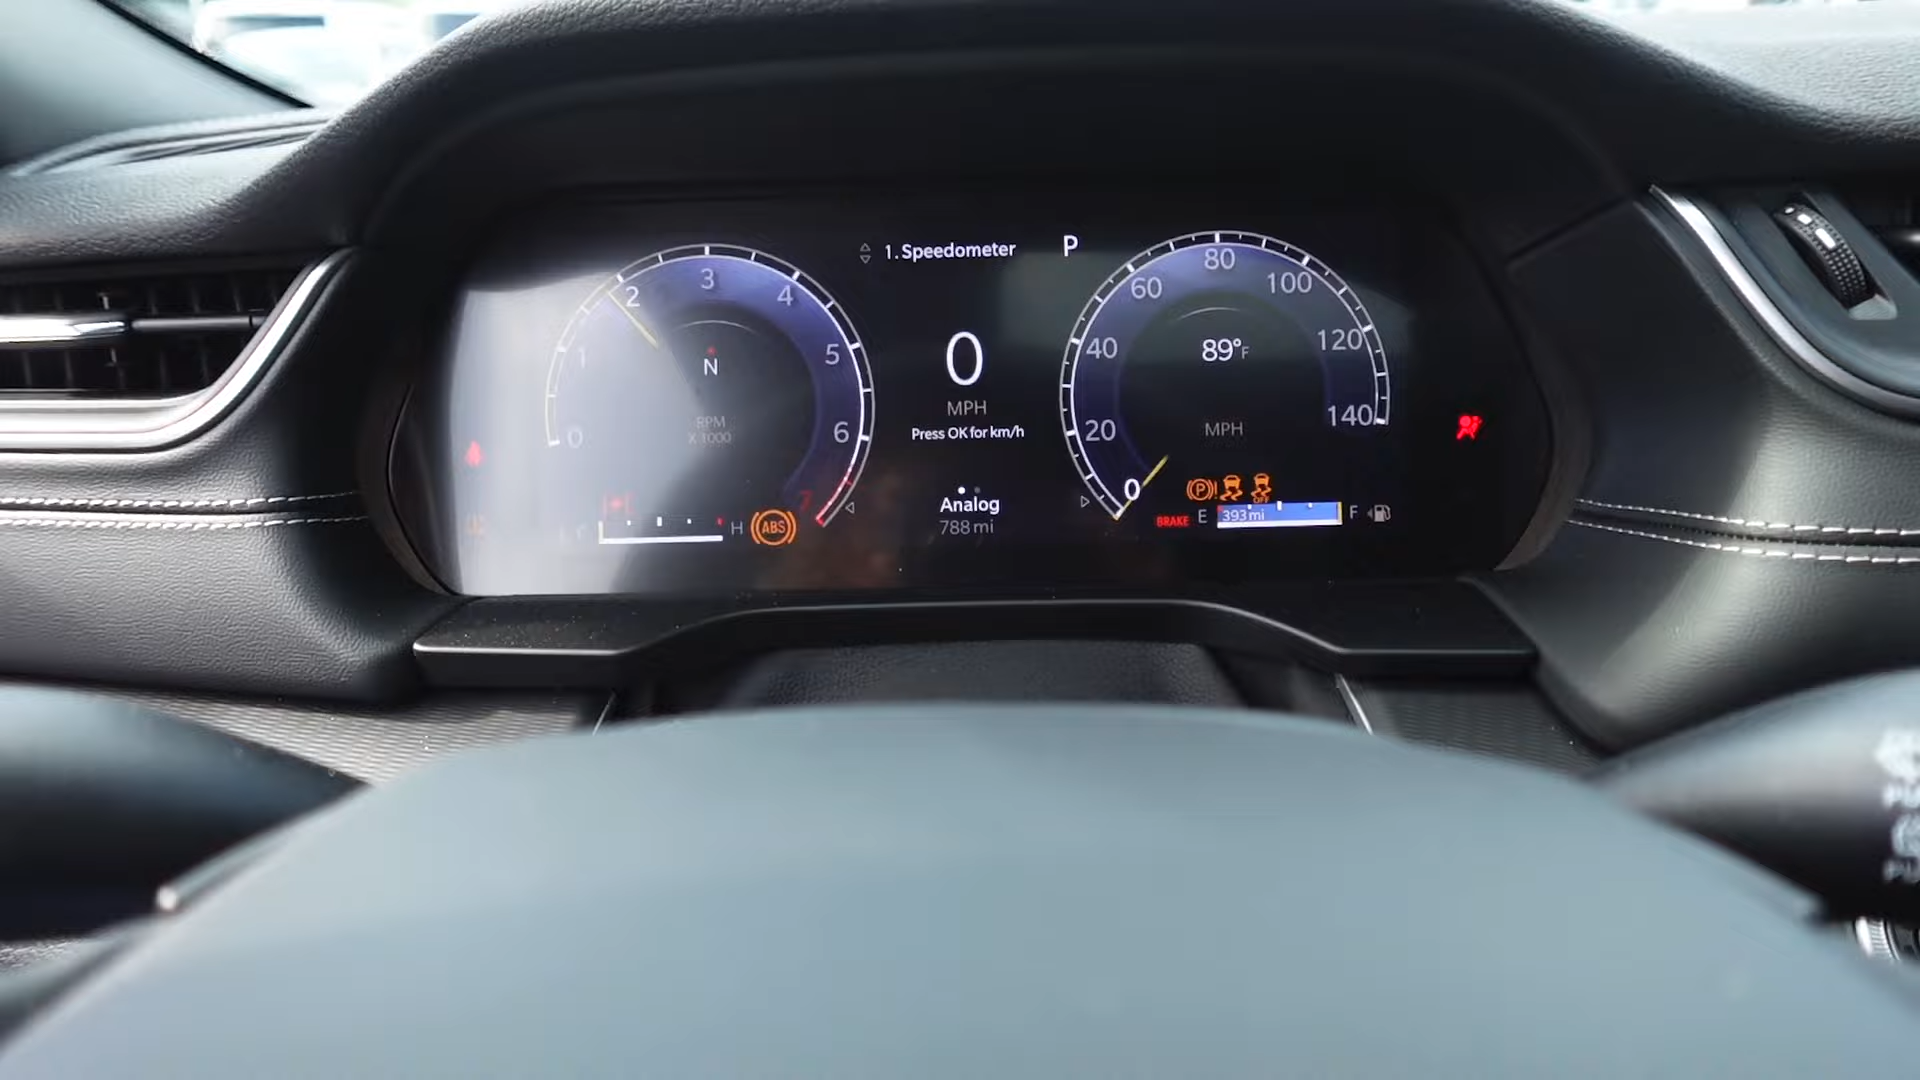 1. Speedometer
P
0
1
2
3
4
5
6
7
N
RPM
X 1000
H
ABS
0
MPH
Press OK for km/h
Analog
788 mi
0
20
40
60
80
100
120
140
89°F
MPH
P
OFF
BRAKE
E
393 mi
F